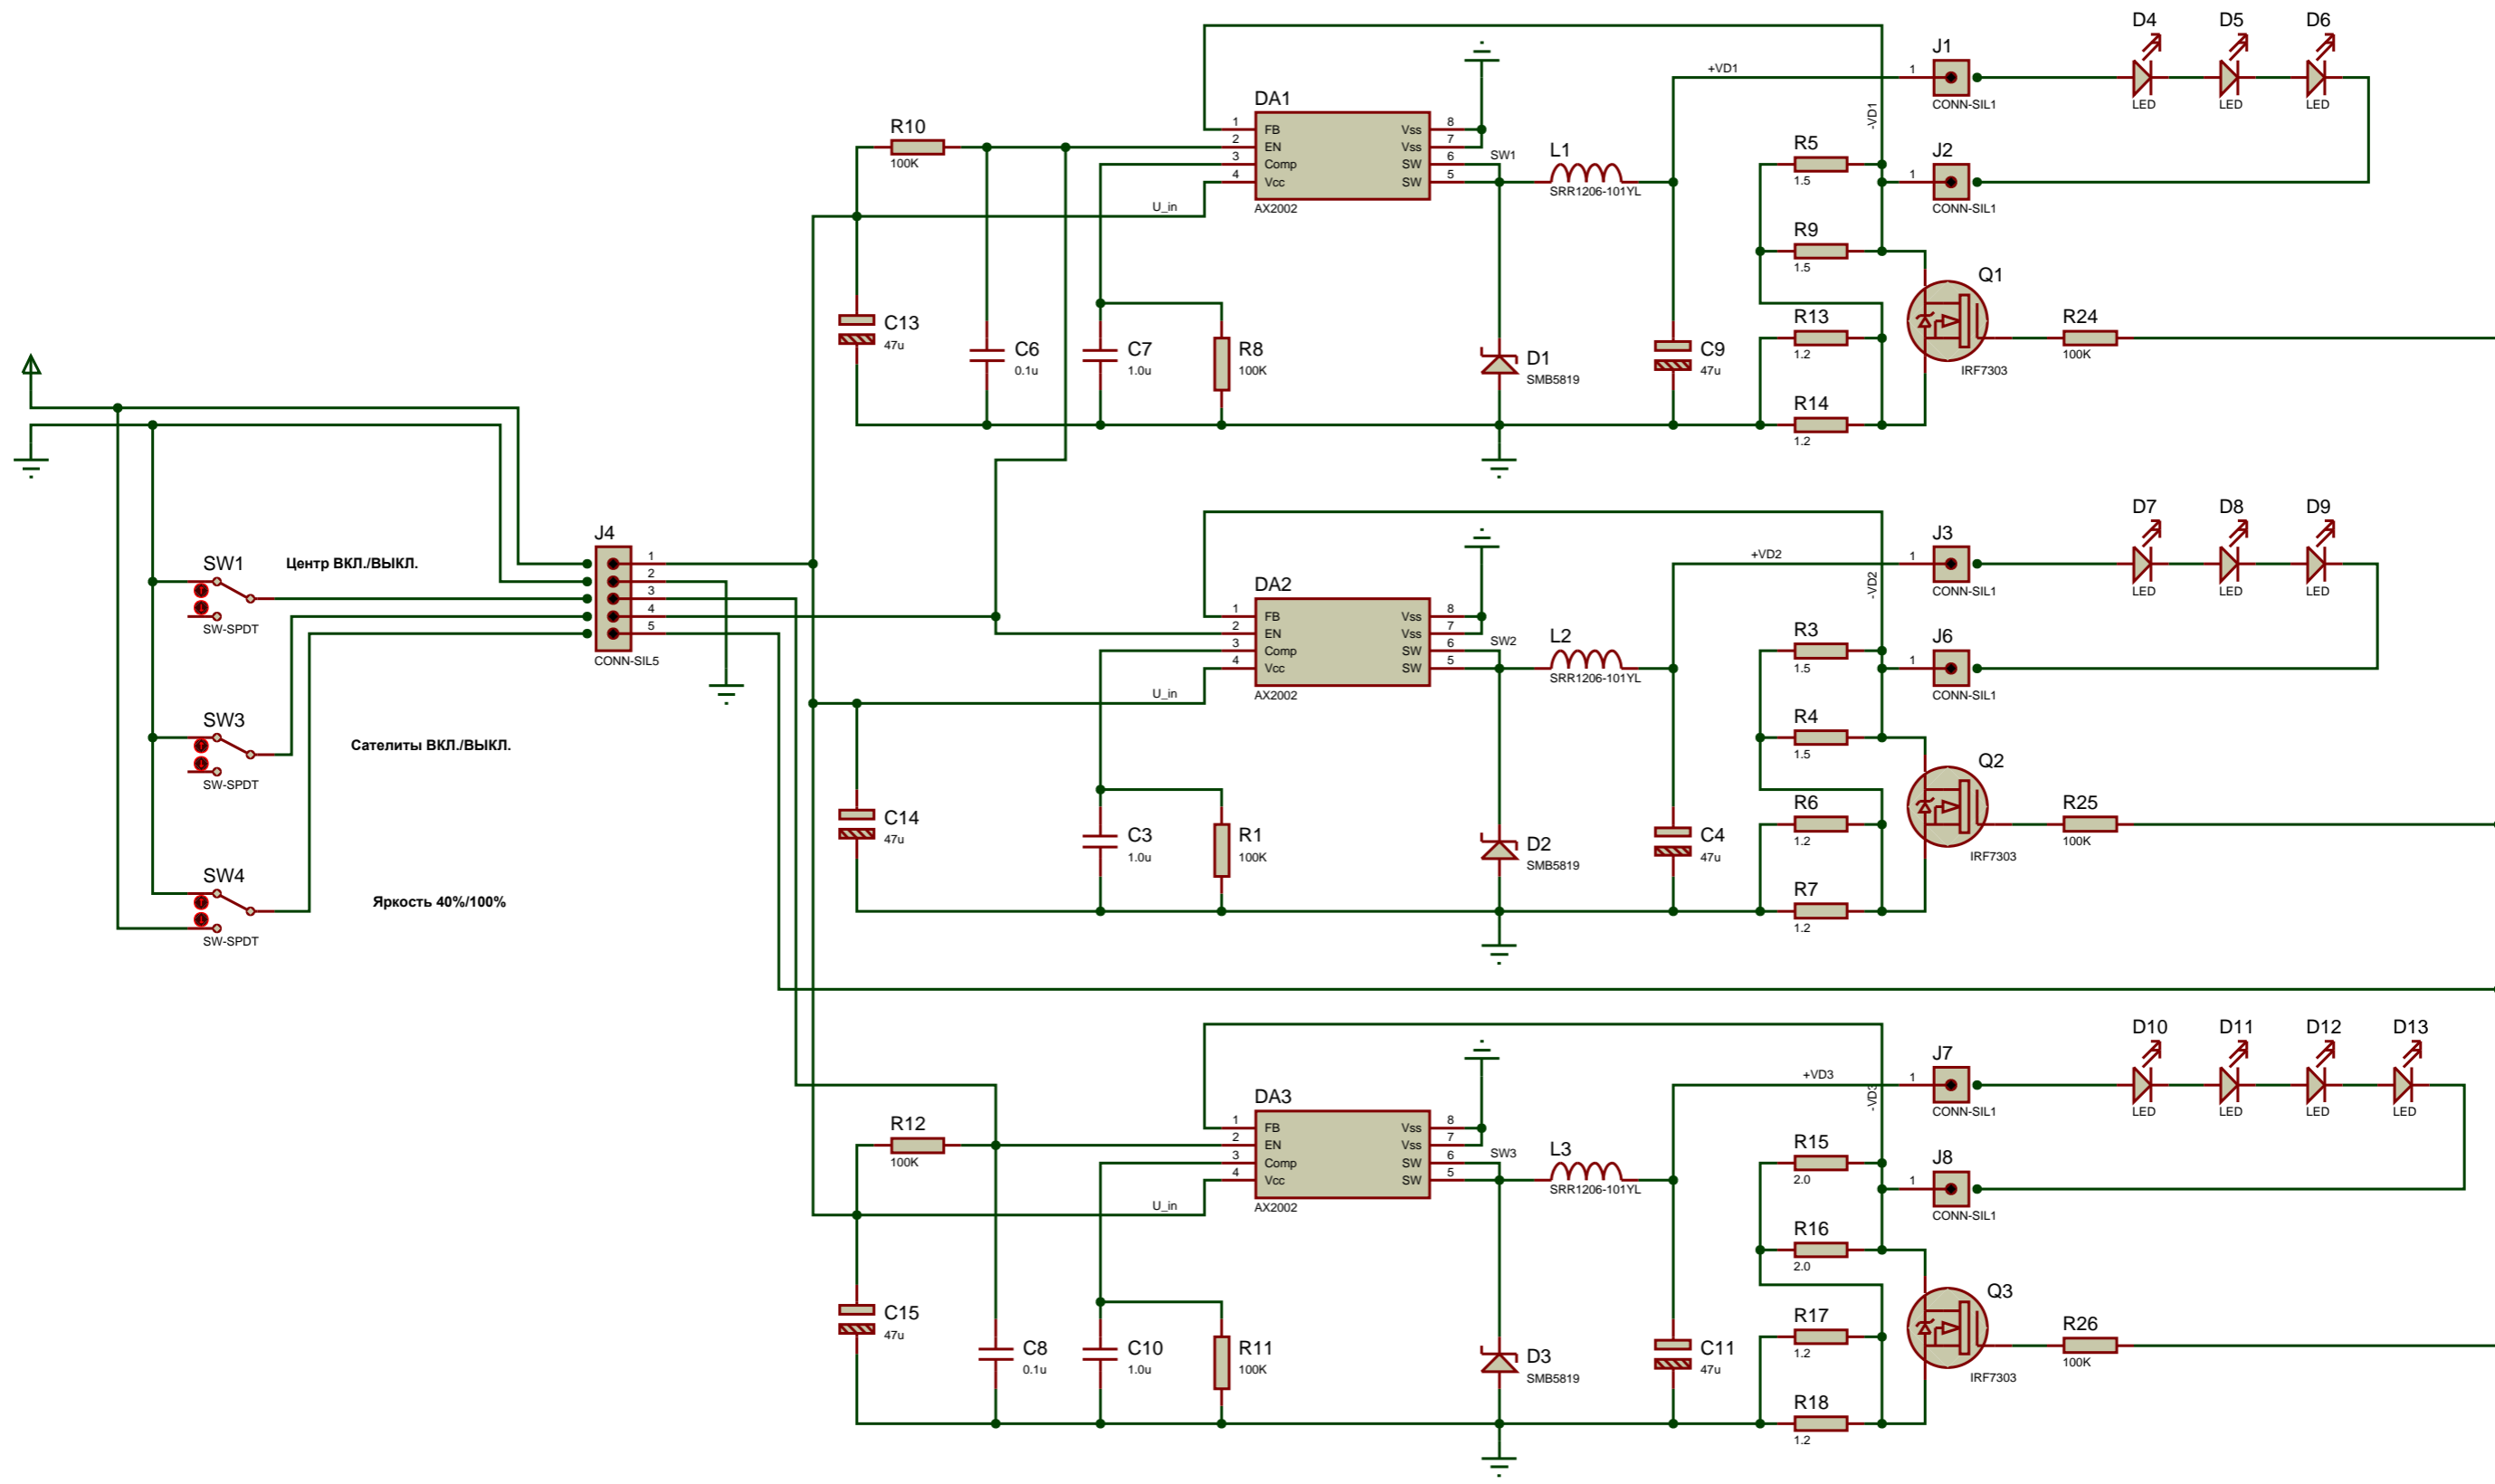 D4
D5
D6
J1
+VD1
1
LED
LED
LED
CONN-SIL1
-VD1
DA1
R10
100K
1
FB
Vss
8
2
EN
Vss
7
3
Comp
SW
6
4
Vcc
SW
5
AX2002
U_in
SW1
L1
SRR1206-101YL
R5
1.5
J2
1
CONN-SIL1
R9
1.5
Q1
IRF7303
C13
47u
C6
0.1u
C7
1.0u
R8
100K
D1
SMB5819
C9
47u
R13
1.2
R24
100K
R14
1.2
D7
D8
D9
J3
+VD2
1
LED
LED
LED
CONN-SIL1
-VD2
J4
1
2
3
4
5
CONN-SIL5
SW1
Центр ВКЛ./ВЫКЛ.
SW-SPDT
DA2
1
FB
Vss
8
2
EN
Vss
7
3
Comp
SW
6
4
Vcc
SW
5
AX2002
U_in
SW2
L2
SRR1206-101YL
R3
1.5
J6
1
CONN-SIL1
SW3
Сателиты ВКЛ./ВЫКЛ.
SW-SPDT
R4
1.5
Q2
IRF7303
C14
47u
C3
1.0u
R1
100K
D2
SMB5819
C4
47u
R6
1.2
R25
100K
SW4
Яркость 40%/100%
SW-SPDT
R7
1.2
D10
D11
D12
D13
J7
+VD3
1
LED
LED
LED
LED
CONN-SIL1
-VD3
DA3
R12
100K
1
FB
Vss
8
2
EN
Vss
7
3
Comp
SW
6
4
Vcc
SW
5
AX2002
U_in
SW3
L3
SRR1206-101YL
R15
2.0
J8
1
CONN-SIL1
R16
2.0
Q3
IRF7303
C15
47u
C8
0.1u
C10
1.0u
R11
100K
D3
SMB5819
C11
47u
R17
1.2
R26
100K
R18
1.2